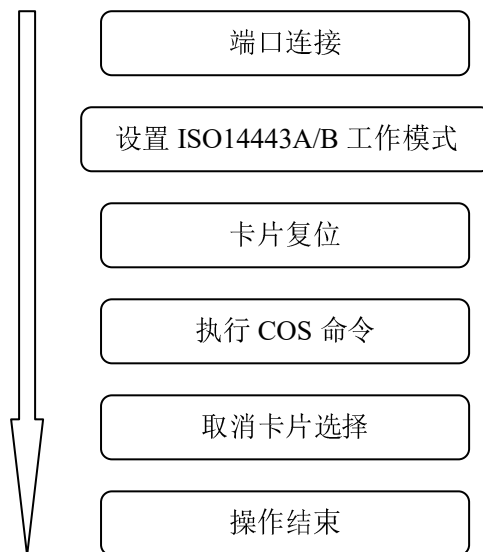 端口连接
设置 ISO14443A/B 工作模式
卡片复位
执行 COS 命令
取消卡片选择
操作结束